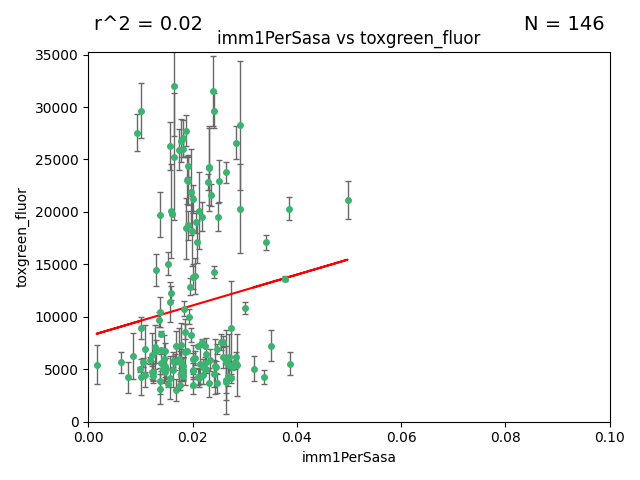 r^2 = 0.02
N = 146
imm1PerSasa vs toxgreen_fluor
35000
30000
25000
20000
15000
10000
5000
0
toxgreen_fluor
0.00
0.02
0.04
0.06
0.08
0.10
imm1PerSasa